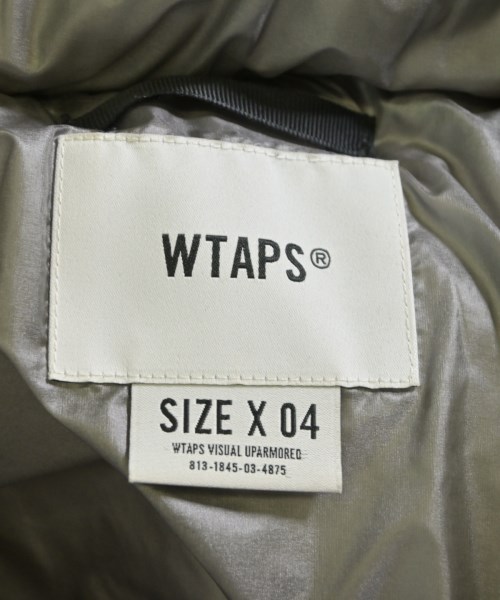 WTAPS®
SIZE X 04
WTAPS VISUAL UPARMORED
813-1845-03-4875